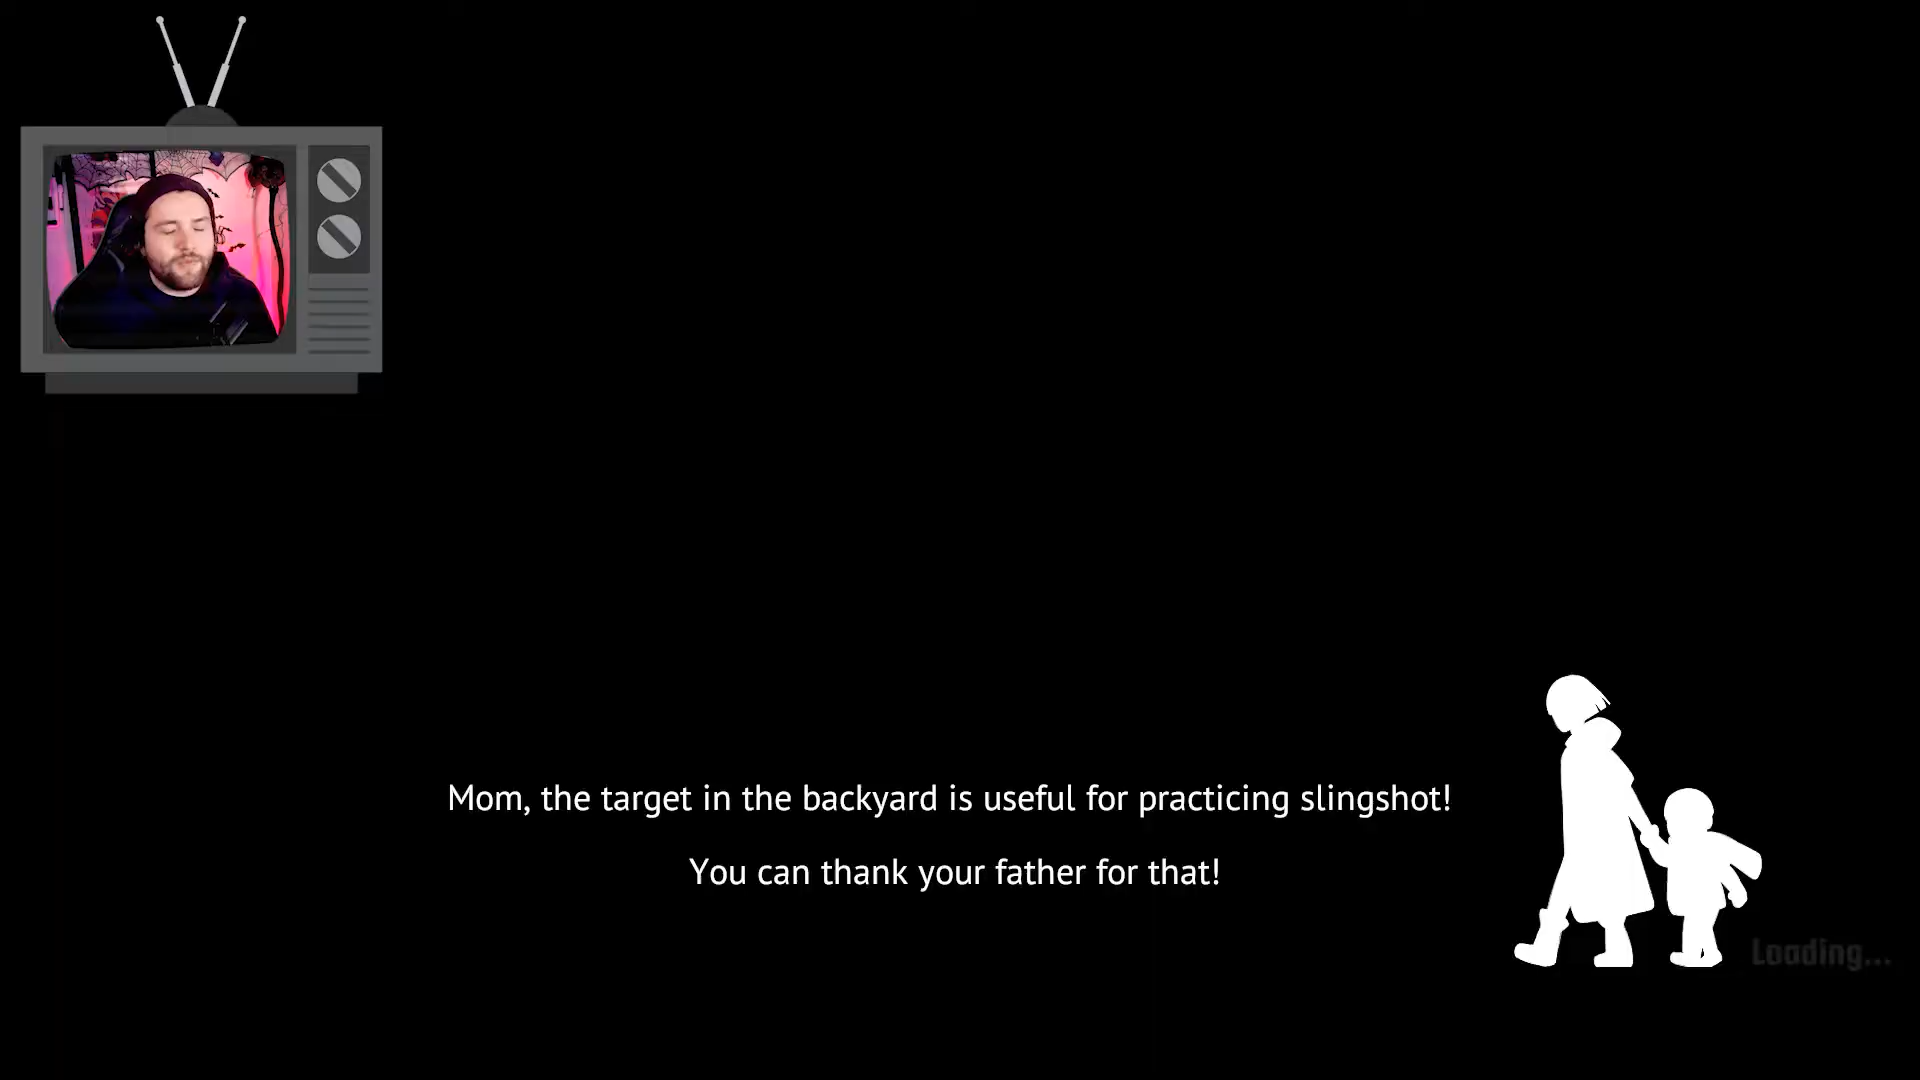 Mom, the target in the backyard is useful for practicing slingshot!
You can thank your father for that!
Loading...